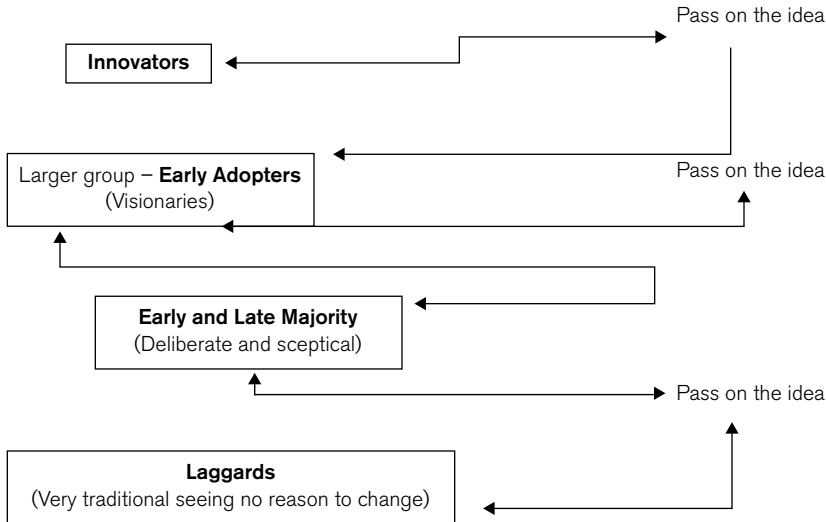 Pass on the idea
Innovators
Larger group – Early Adopters
(Visionaries)
Pass on the idea
Early and Late Majority
(Deliberate and sceptical)
Pass on the idea
Laggards
(Very traditional seeing no reason to change)